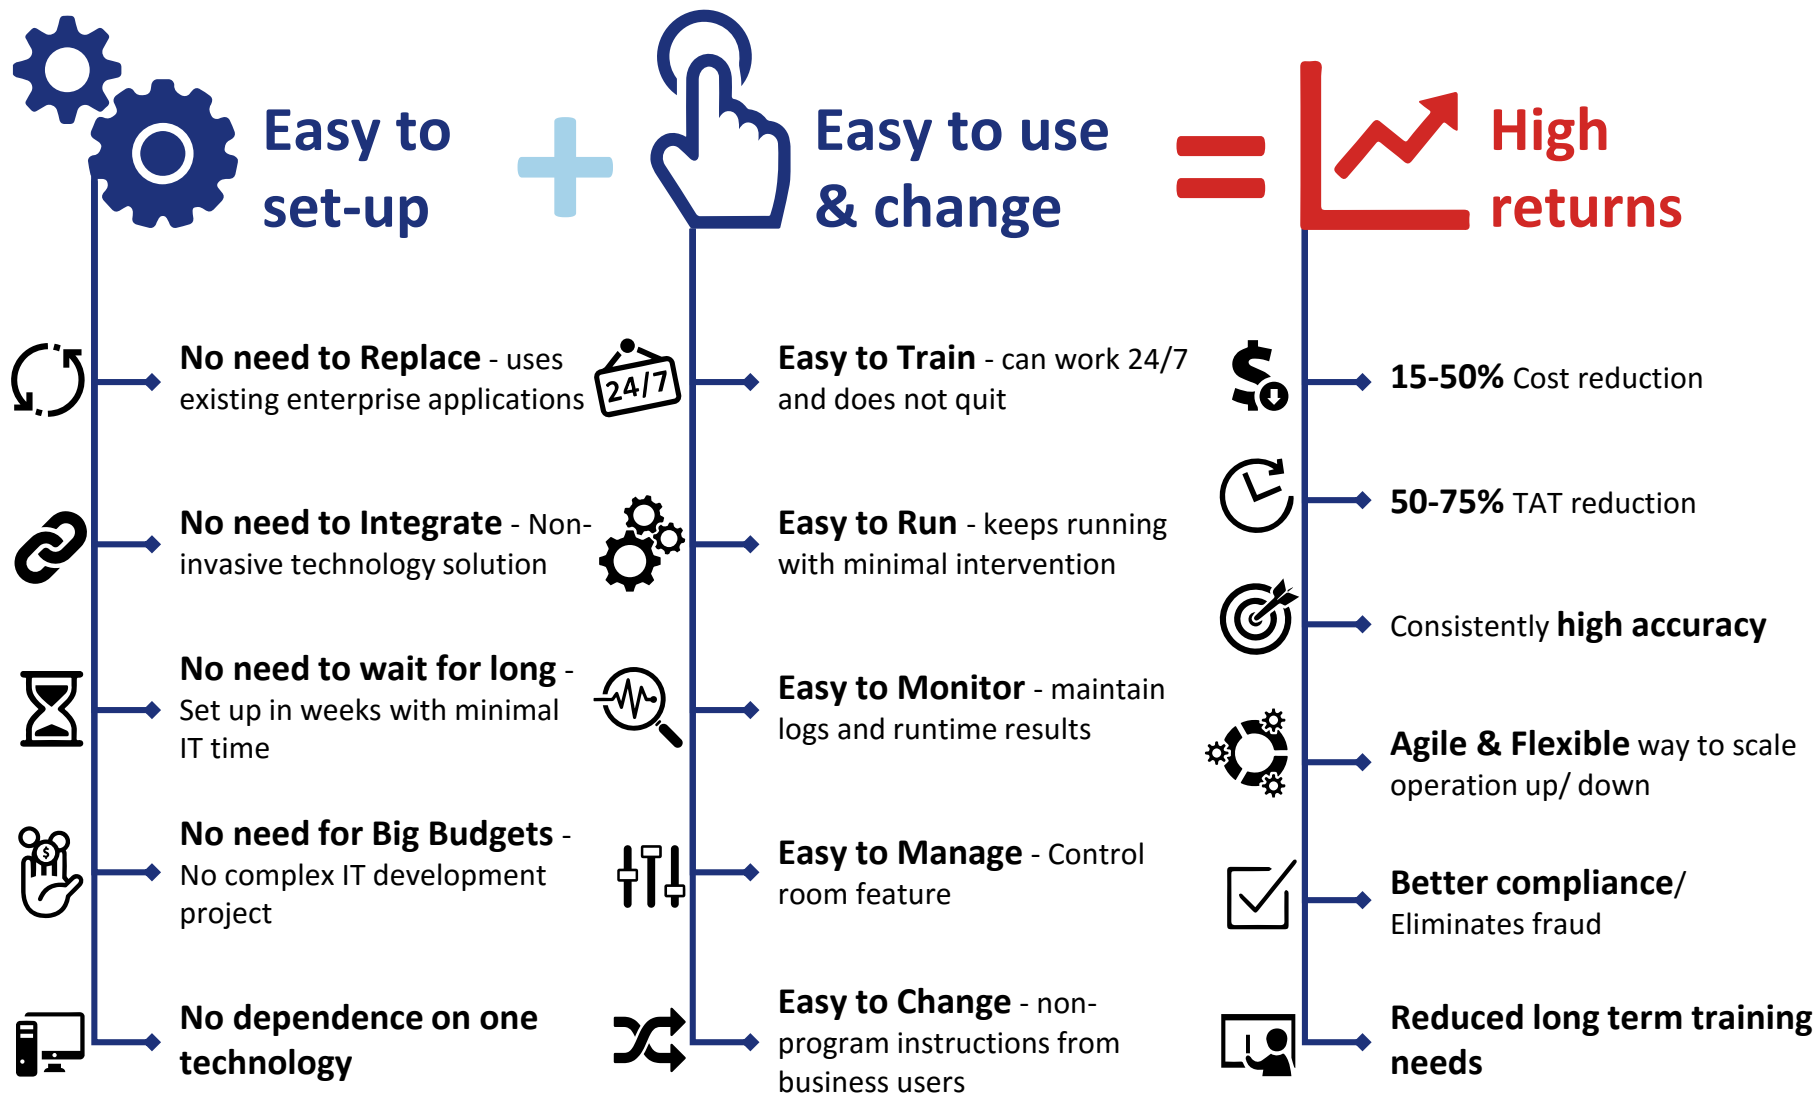 Easy to
set-up
Easy to use
& change
High
returns
No need to Replace - uses
existing enterprise applications
No need to Integrate - Non-
invasive technology solution
No need to wait for long -
Set up in weeks with minimal
IT time
No need for Big Budgets -
No complex IT development
project
No dependence on one
technology
24/7
Easy to Train - can work 24/7
and does not quit
Easy to Run - keeps running
with minimal intervention
Easy to Monitor - maintain
logs and runtime results
Easy to Manage - Control
room feature
Easy to Change - non-
program instructions from
business users
15-50% Cost reduction
50-75% TAT reduction
Consistently high accuracy
Agile & Flexible way to scale
operation up/ down
Better compliance/
Eliminates fraud
Reduced long term training
needs